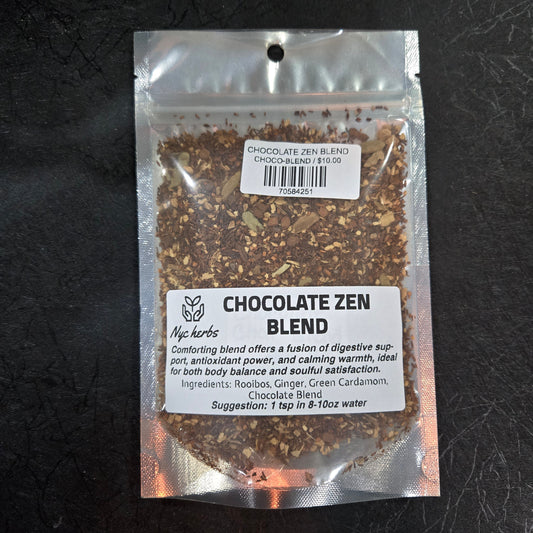 CHOCOLATE ZEN BLEND
CHOCO-BLEND / $10.00
70584251
Nyc herbs
CHOCOLATE ZEN
BLEND
Comforting blend offers a fusion of digestive sup-
port, antioxidant power, and calming warmth, ideal
for both body balance and soulful satisfaction.
Ingredients: Rooibos, Ginger, Green Cardamom,
Chocolate Blend
Suggestion: 1 tsp in 8-10oz water